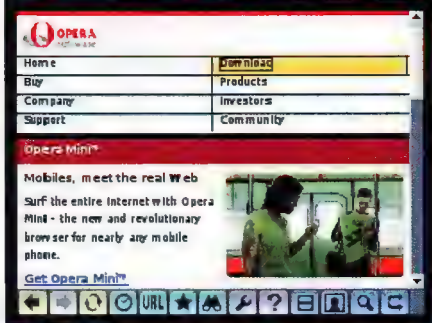 OPERA
software
Home Download
Buy Products
Company Investors
Support Community
Opera Mini™
Mobiles, meet the real Web
Surf the entire Internet with Opera
Mini - the new and revolutionary
browser for nearly any mobile
phone.
Get Opera Mini™
URL ?